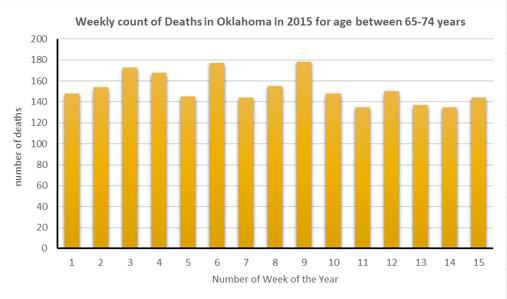 Weekly count of Deaths in Oklahoma in 2015 for age between 65-74 years
number of deaths
200
180
160
140
120
100
80
60
40
20
0
1 2 3 4 5 6 7 8 9 10 11 12 13 14 15
Number of Week of the Year